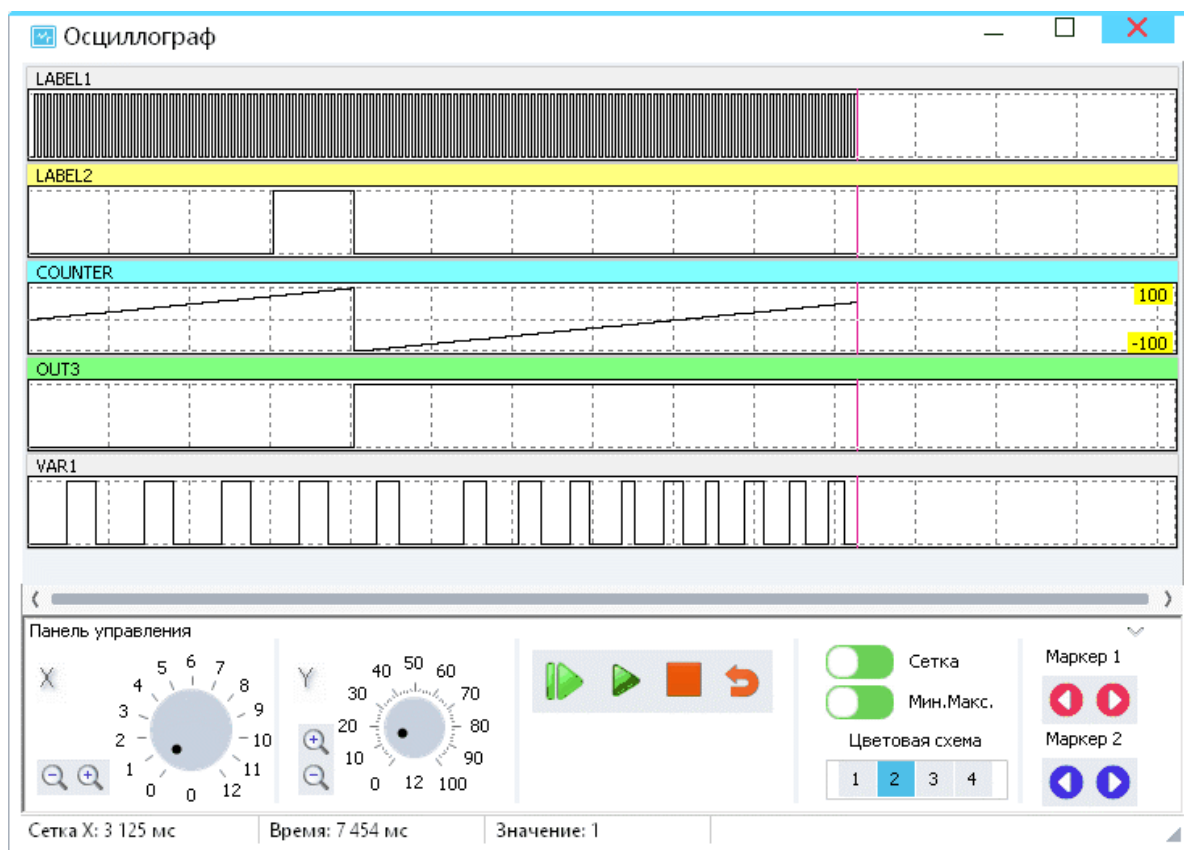 Осциллограф
LABEL1
LABEL2
COUNTER
100
-100
OUT3
VAR1
Панель управления
X
0 1 2 3 4 5 6 7 8 9 10 11 12 0
Y
0 10 20 30 40 50 60 70 80 90 100 12
Сетка
Мин.Макс.
Цветовая схема
1 2 3 4
Маркер 1
Маркер 2
Сетка X: 3 125 мс
Время: 7 454 мс
Значение: 1